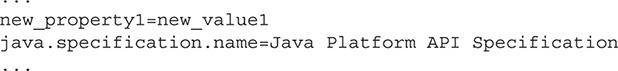 ...
new_property1=new_value1
java.specification.name=Java Platform API Specification
...